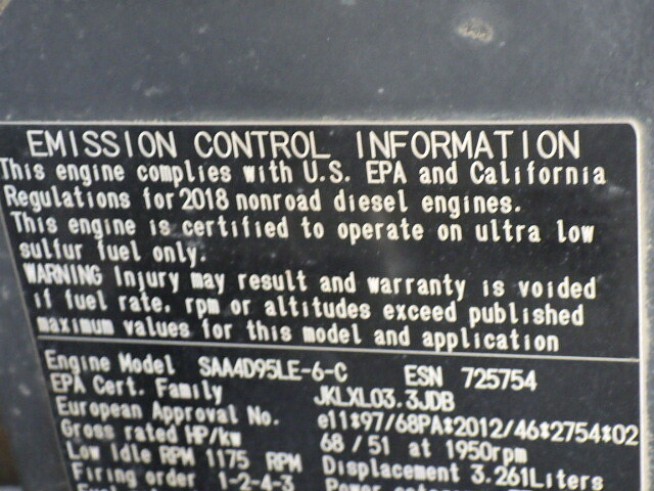 EMISSION CONTROL INFORMATION
This engine complies with U.S. EPA and California
Regulations for 2018 nonroad diesel engines.
This engine is certified to operate on ultra low
sulfur fuel only.
WARNING Injury may result and warranty is voided
if fuel rate. rpm or altitudes exceed published
maximum values for this model and application
Engine Model SAA4D95LE-6-C ESN 725754
EPA Cert. Family JKLXL03.3JDB
European Approval No. e11*97/68PA*2012/46*2754*02
Gross rated HP/kw 68/51 at 1950rpm
Low Idle RPM 1175 RPM Displacement 3.261Liters
Firing order 1-2-4-3